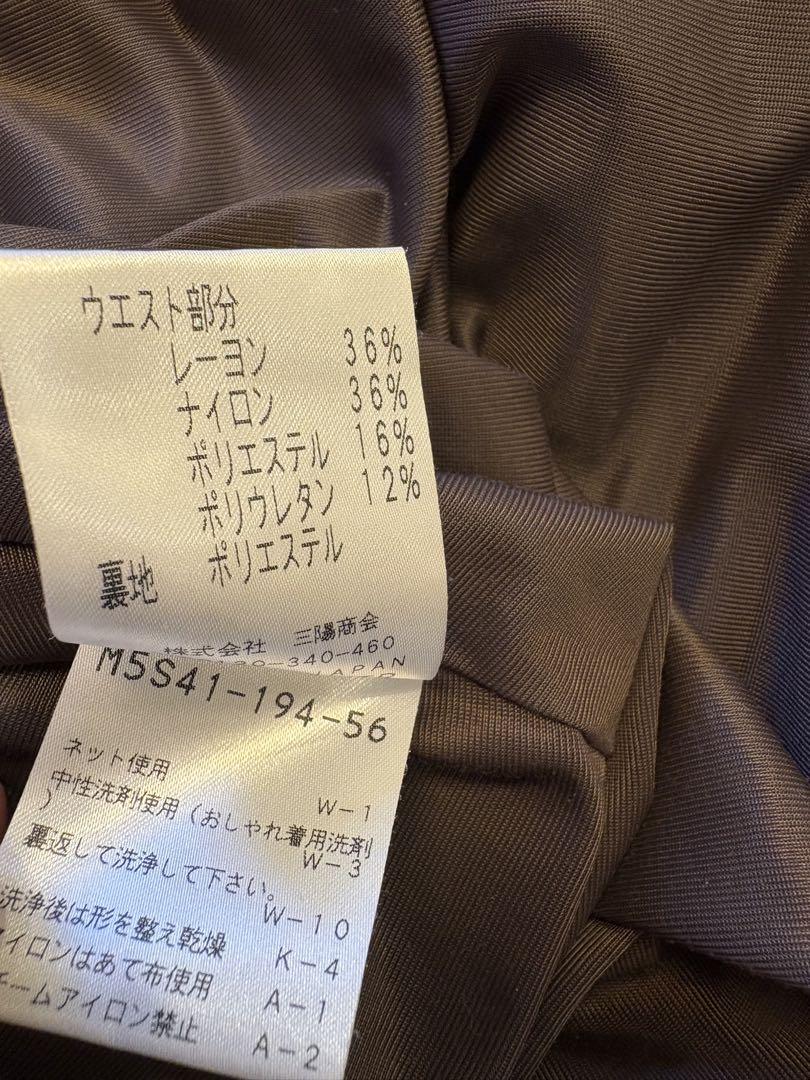 ウエスト部分
レーヨン 36%
ナイロン 36%
ポリエステル 16%
ポリウレタン 12%
裏地 ポリエステル
株式会社 三陽商会
-340-460
JAPAN
M5S41-194-56
ネット使用
W-1
中性洗剤使用(おしゃれ着用洗剤
)
W-3
裏返して洗浄して下さい。
W-10
洗浄後は形を整え乾燥
K-4
イロンはあて布使用
A-1
チームアイロン禁止
A-2